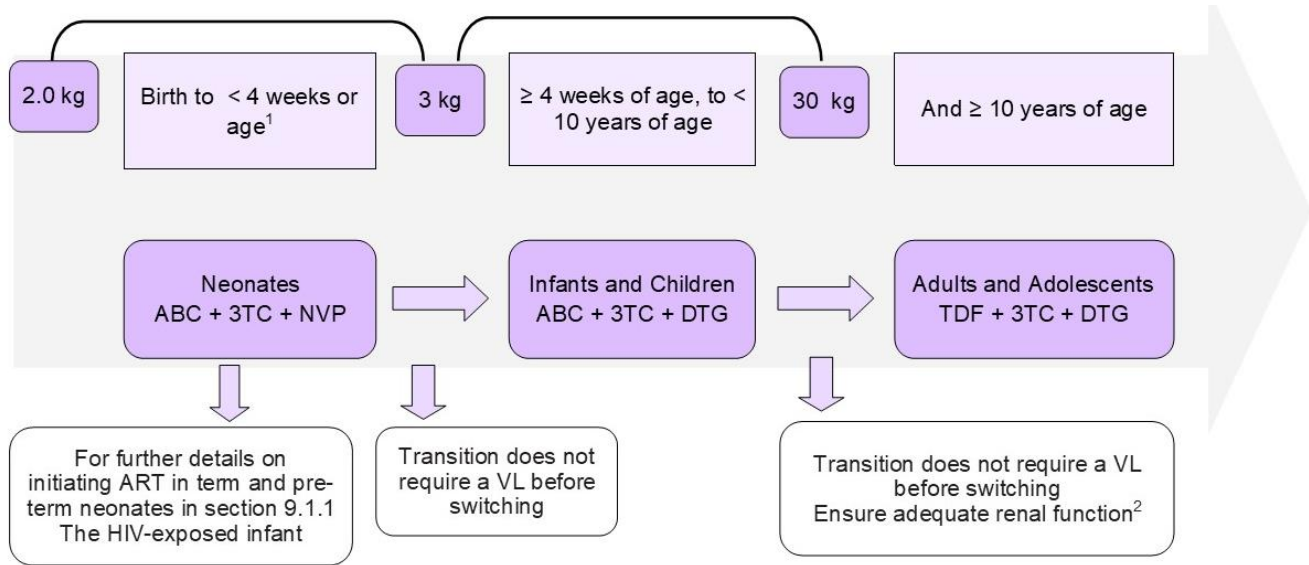 2.0 kg
Birth to < 4 weeks or
age1
3 kg
≥ 4 weeks of age, to <
10 years of age
30 kg
And ≥ 10 years of age
Neonates
ABC + 3TC + NVP
Infants and Children
ABC + 3TC + DTG
Adults and Adolescents
TDF + 3TC + DTG
For further details on
initiating ART in term and pre-
term neonates in section 9.1.1
The HIV-exposed infant
Transition does not
require a VL before
switching
Transition does not require a VL
before switching
Ensure adequate renal function2